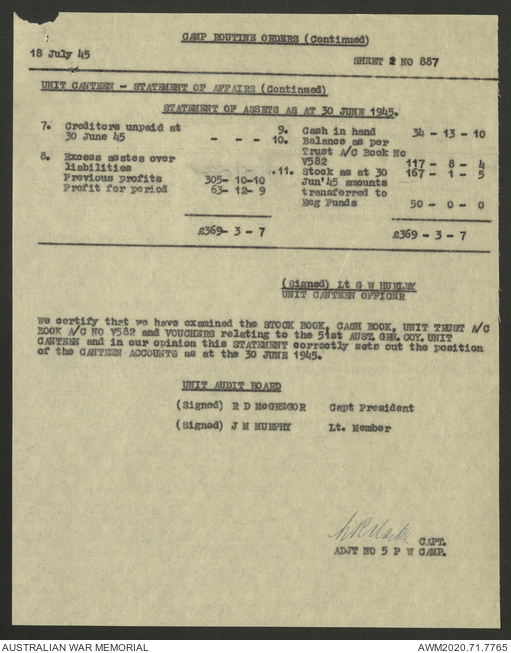 CAMP ROUTINE ORDERS (Continued)
18 July 45
SHEET 2 NO 887
UNIT CANTEEN - STATEMENT OF AFFAIRS (Continued)
STATEMENT OF ASSETS AS AT 30 JUNE 1945.
7. Creditors unpaid at
30 June 45 - - -
8. Excess asstes over
liabilities
Previous profits 305- 10-10
Profit for period 63- 12- 9
£369- 3 - 7
9. Cash in hand 34 - 13 - 10
10. Balance as per
Trust A/C Book No
V582 117 - 8 - 4
11. Stock as at 30 167 - 1 - 5
Jun'45 amounts
transferred to
Reg Funds 50 - 0 - 0
£369 - 3 - 7
(Signed) Lt G W HURLEY
UNIT CANTEEN OFFICER
We certify that we have examined the STOCK BOOK, CASH BOOK, UNIT TRUST A/C
BOOK A/C NO V582 and VOUCHERS relating to the 51st AUST. GRN. COY. UNIT
CANTEEN and in our opinion this STATEMENT correctly sets out the position
of the CANTEEN ACCOUNTS as at the 30 JUNE 1945.
UNIT AUDIT BOARD
(Signed) R D McGREGOR Capt President
(Signed) J M MURPHY Lt. Member
CAPT.
ADJT NO 5 P W CAMP.
AUSTRALIAN WAR MEMORIAL
AWM2020.71.7765